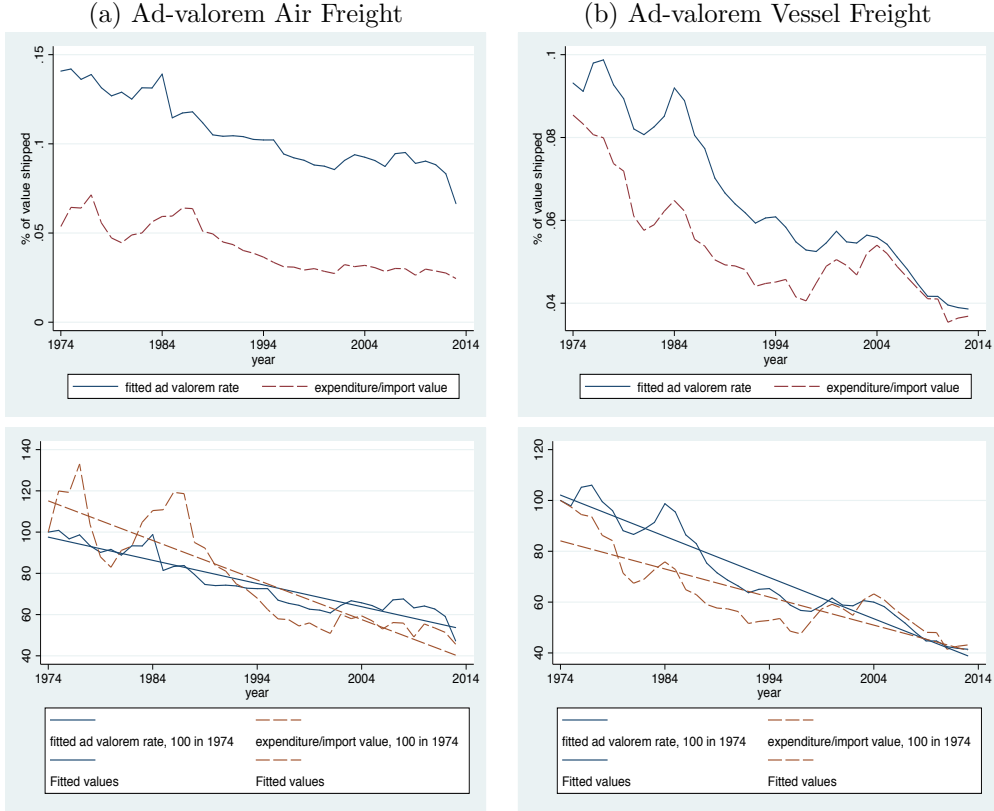 (a) Ad-valorem Air Freight
% of value shipped
.15
.1
.05
0
1974 1984 1994 2004 2014
year
fitted ad valorem rate expenditure/import value
(b) Ad-valorem Vessel Freight
% of value shipped
.1
.08
.06
.04
1974 1984 1994 2004 2014
year
fitted ad valorem rate expenditure/import value
140
120
100
80
60
40
1974 1984 1994 2004 2014
year
fitted ad valorem rate, 100 in 1974 expenditure/import value, 100 in 1974
Fitted values Fitted values
120
100
80
60
40
1974 1984 1994 2004 2014
year
fitted ad valorem rate, 100 in 1974 expenditure/import value, 100 in 1974
Fitted values Fitted values